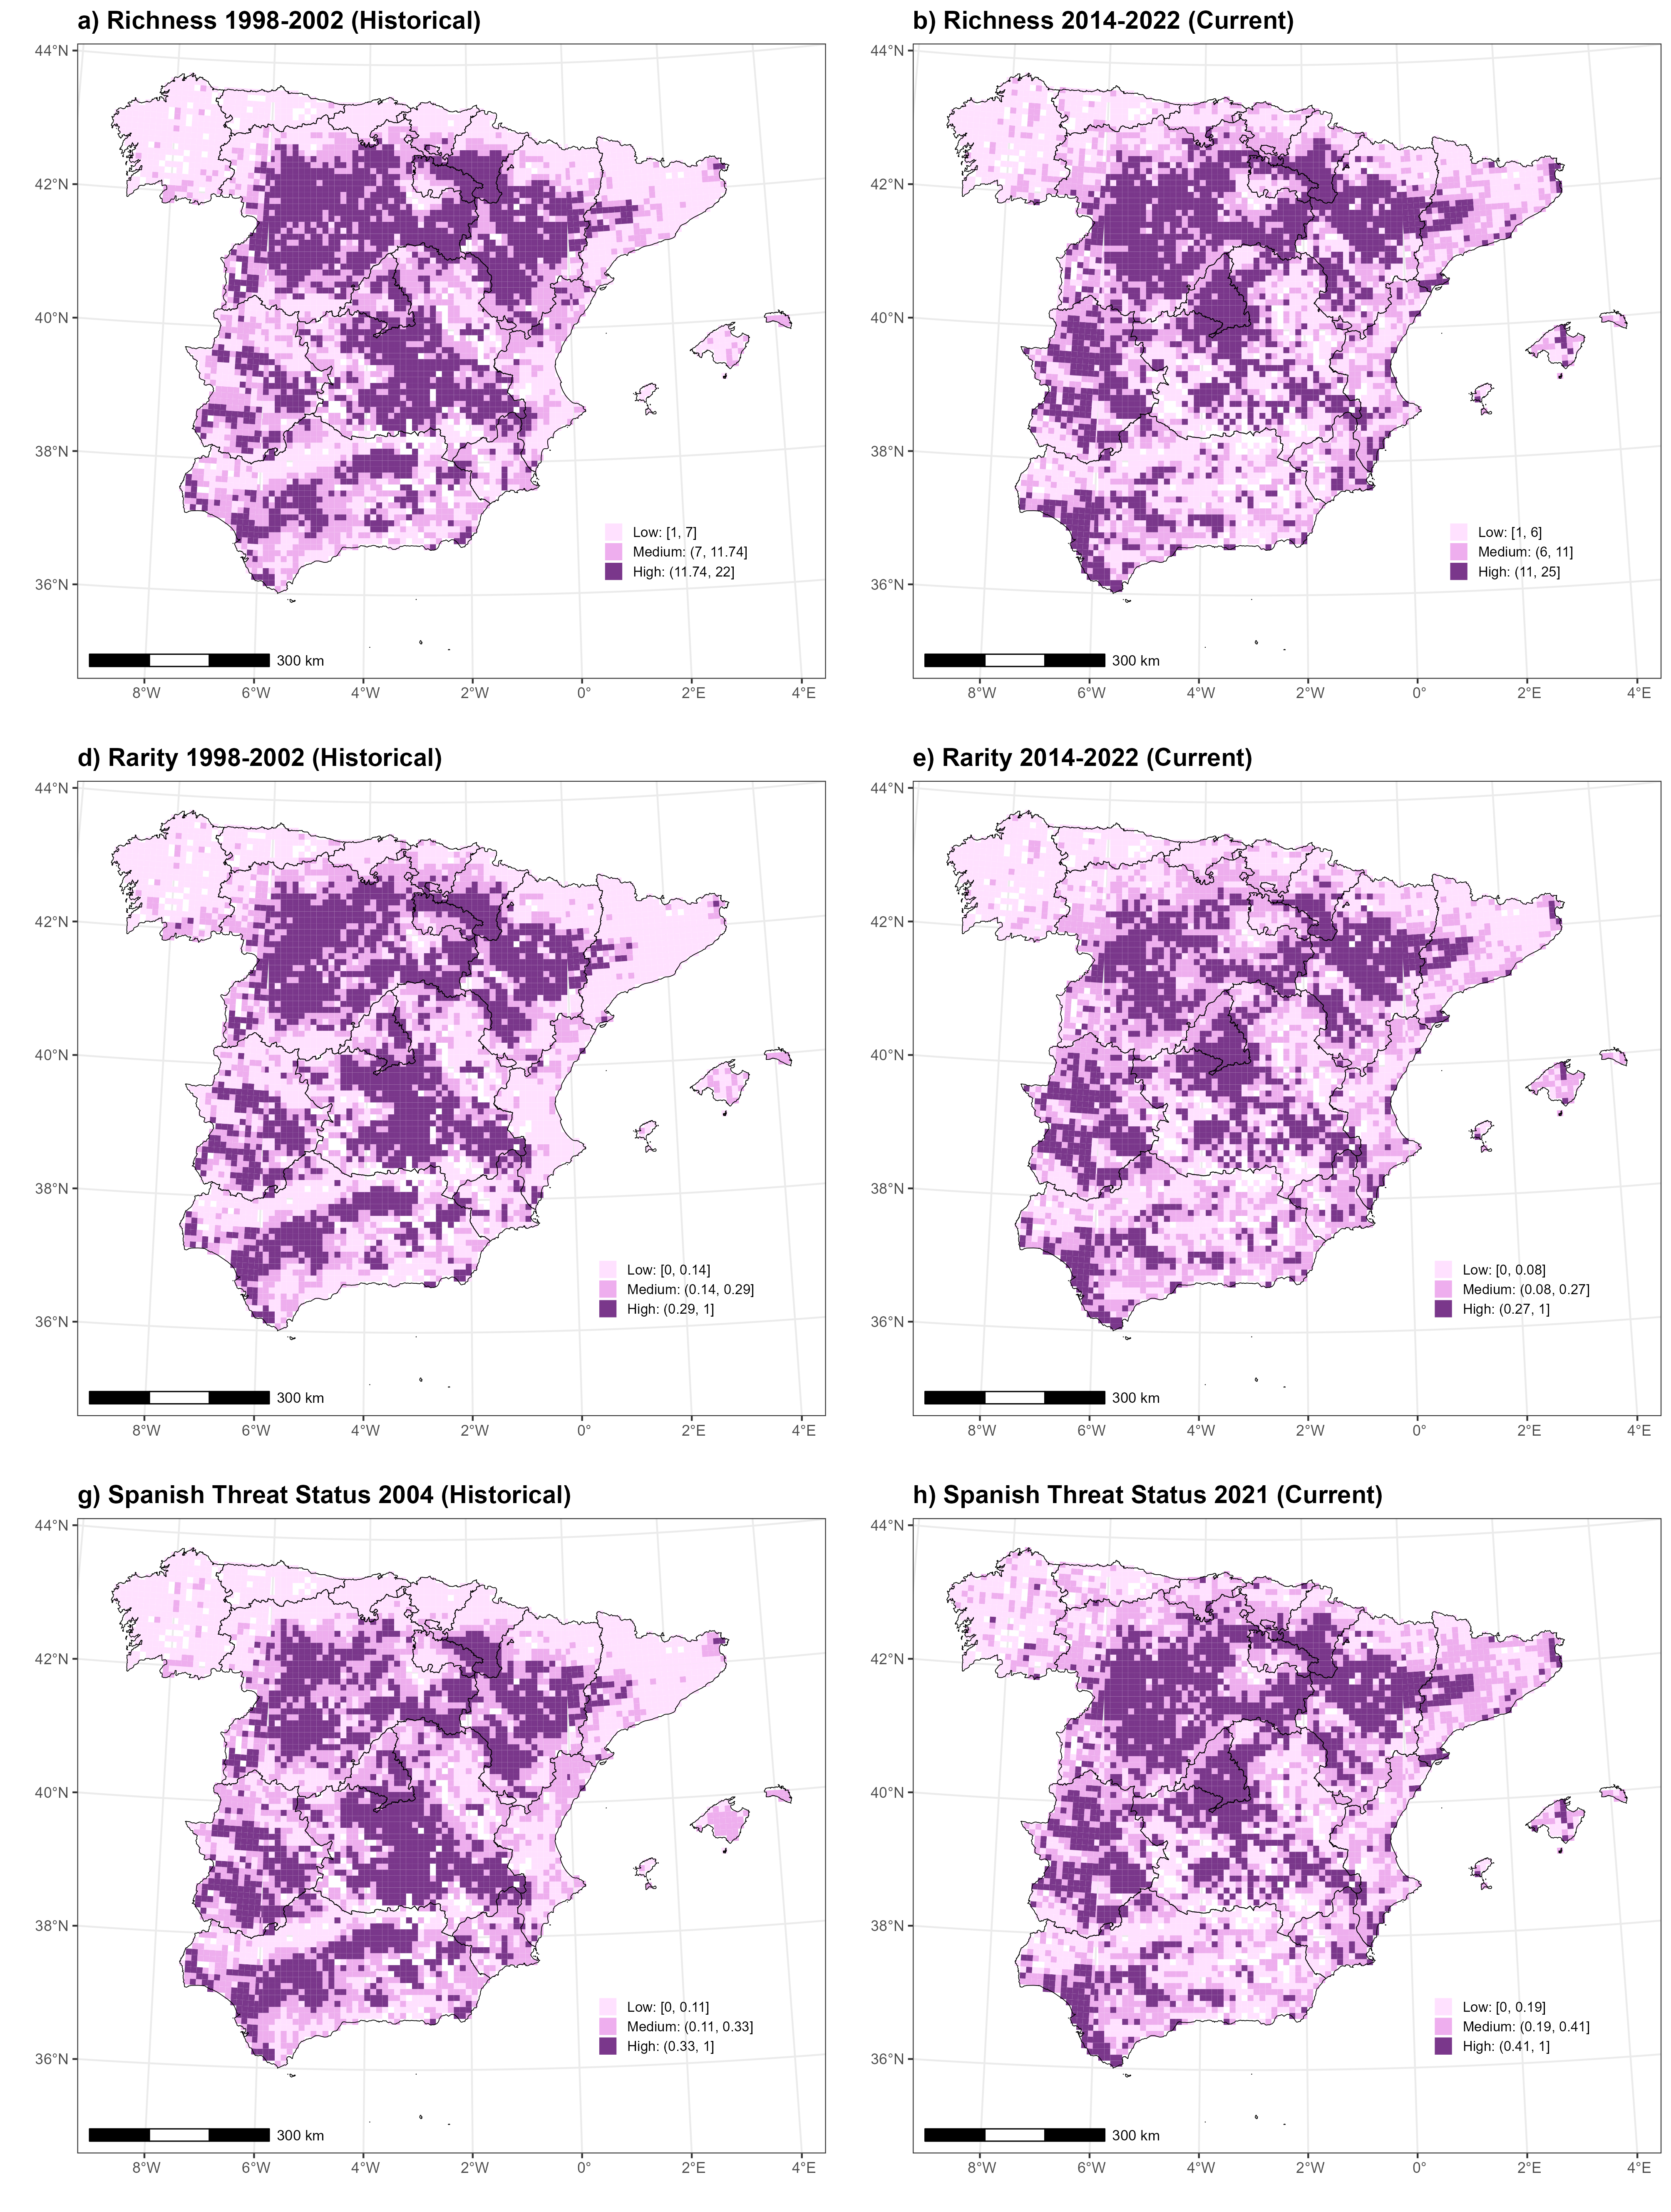 a) Richness 1998-2002 (Historical)
b) Richness 2014-2022 (Current)
44°N
42°N
40°N
38°N
36°N
Low: [1, 7]
Medium: (7, 11.74]
High: (11.74, 22]
300 km
8°W 6°W 4°W 2°W 0° 2°E 4°E
44°N
42°N
40°N
38°N
36°N
Low: [1, 6]
Medium: (6, 11]
High: (11, 25]
300 km
8°W 6°W 4°W 2°W 0° 2°E 4°E
d) Rarity 1998-2002 (Historical)
e) Rarity 2014-2022 (Current)
44°N
42°N
40°N
38°N
36°N
Low: [0, 0.14]
Medium: (0.14, 0.29]
High: (0.29, 1]
300 km
8°W 6°W 4°W 2°W 0° 2°E 4°E
44°N
42°N
40°N
38°N
36°N
Low: [0, 0.08]
Medium: (0.08, 0.27]
High: (0.27, 1]
300 km
8°W 6°W 4°W 2°W 0° 2°E 4°E
g) Spanish Threat Status 2004 (Historical)
h) Spanish Threat Status 2021 (Current)
44°N
42°N
40°N
38°N
36°N
Low: [0, 0.11]
Medium: (0.11, 0.33]
High: (0.33, 1]
300 km
8°W 6°W 4°W 2°W 0° 2°E 4°E
44°N
42°N
40°N
38°N
36°N
Low: [0, 0.19]
Medium: (0.19, 0.41]
High: (0.41, 1]
300 km
8°W 6°W 4°W 2°W 0° 2°E 4°E